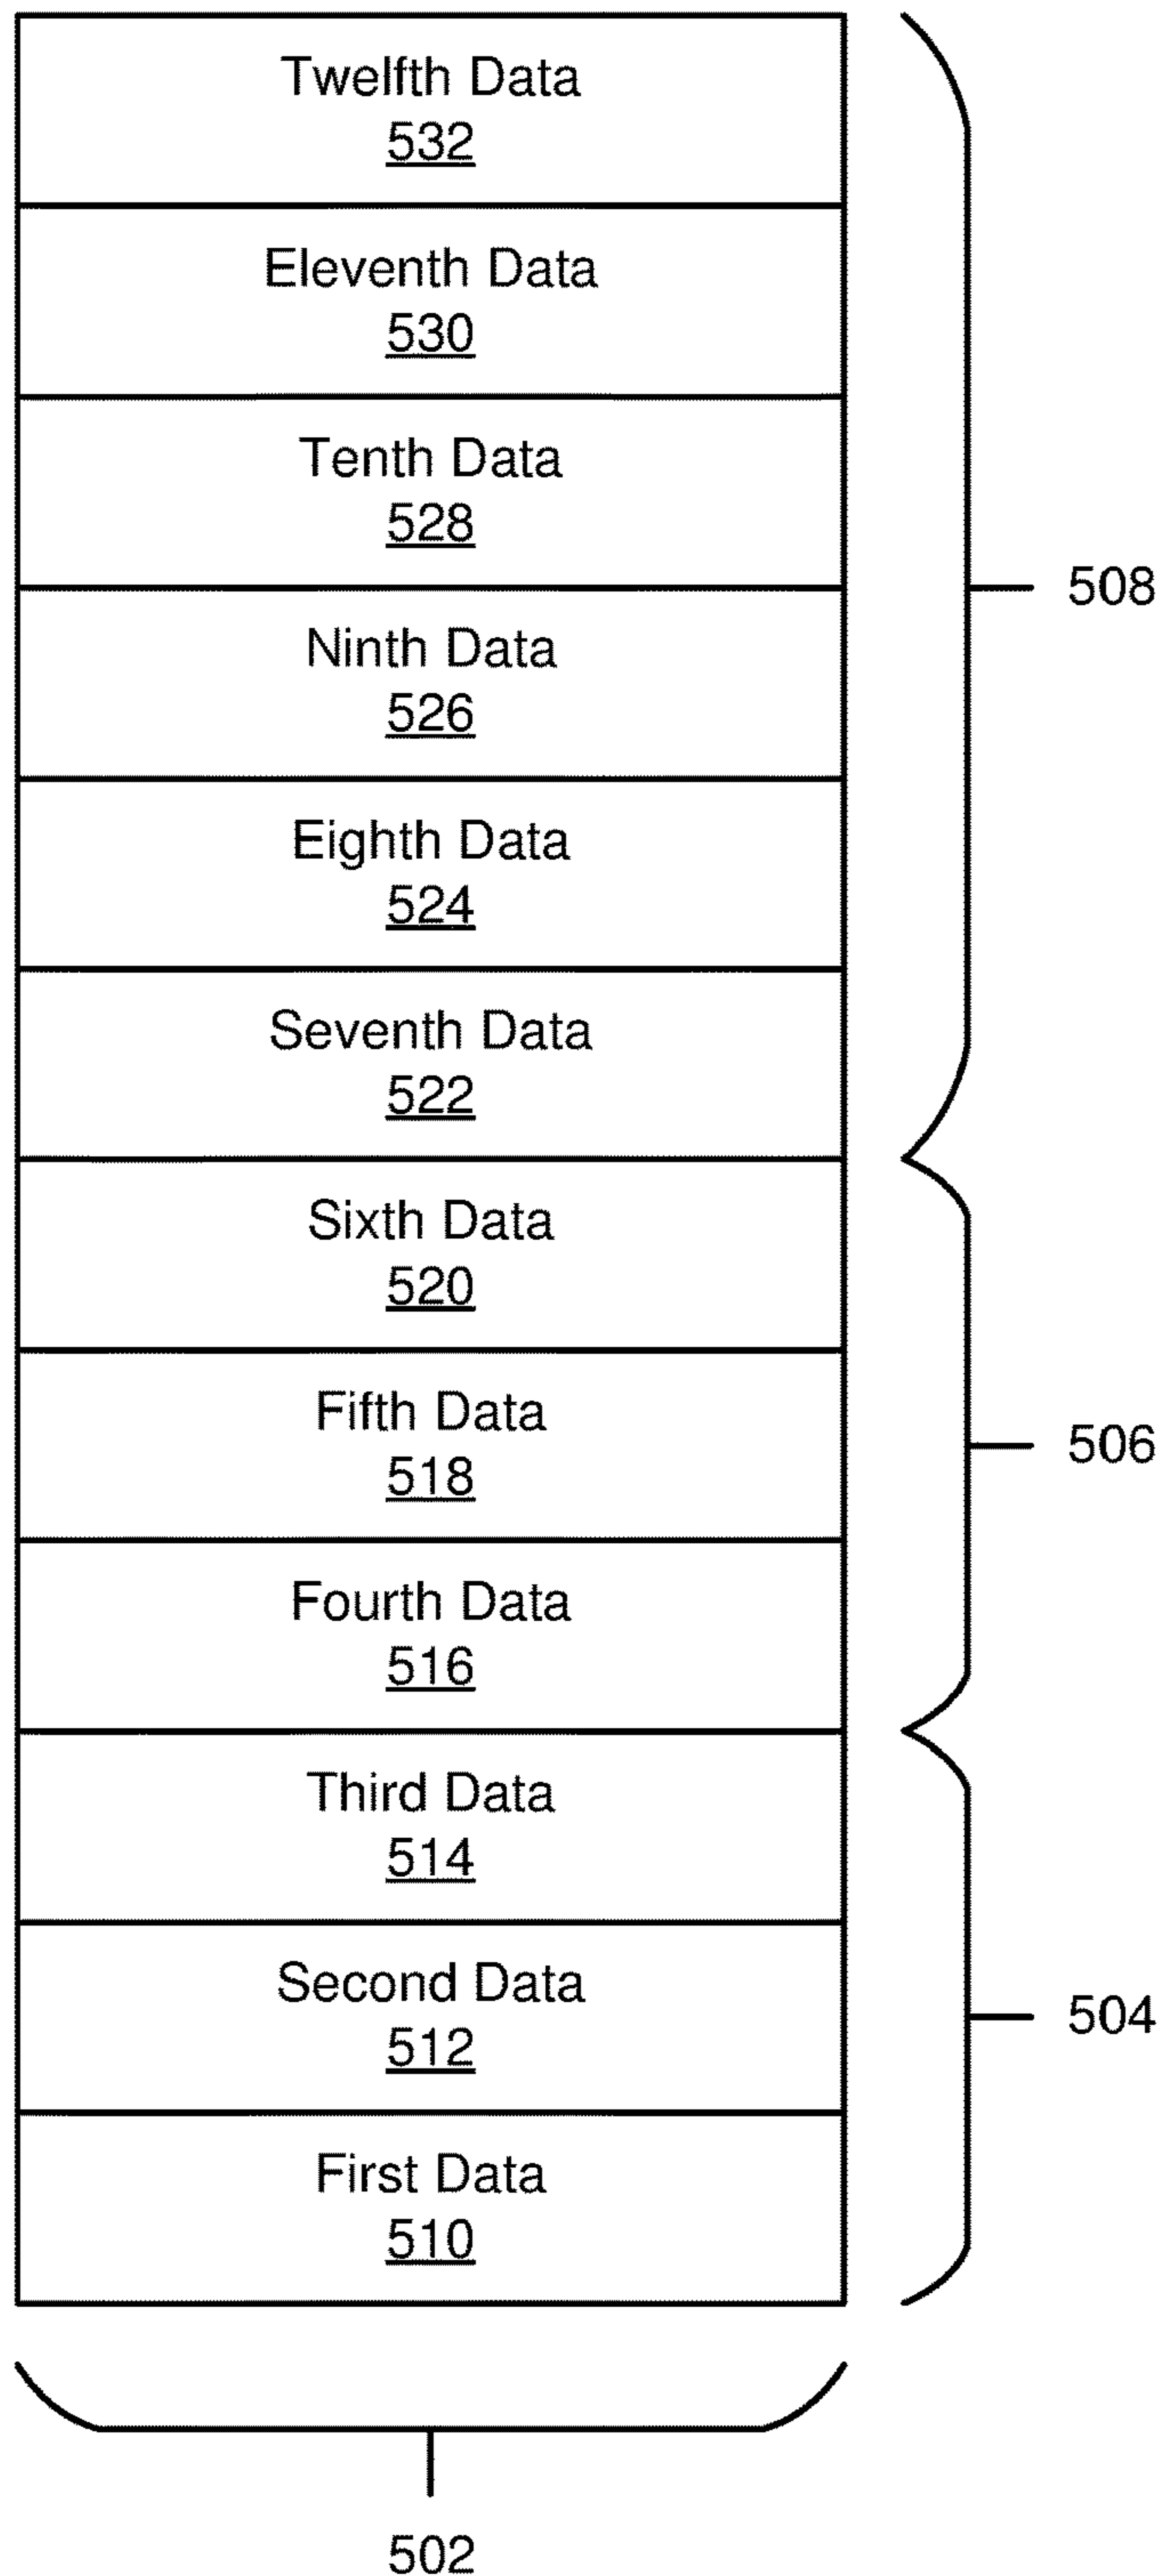 Twelfth Data
532
Eleventh Data
530
Tenth Data
528
508
Ninth Data
526
Eighth Data
524
Seventh Data
522
Sixth Data
520
Fifth Data
518
506
Fourth Data
516
Third Data
514
Second Data
512
504
First Data
510
502